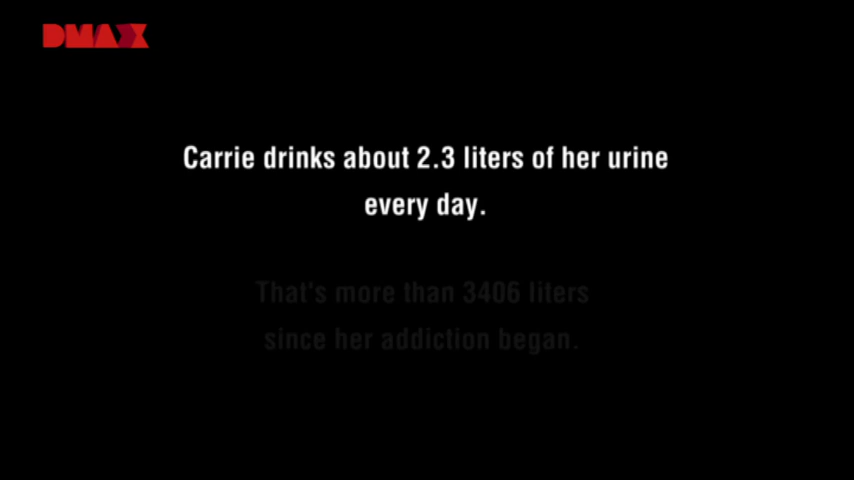 DMAX
Carrie drinks about 2.3 liters of her urine
every day.
That's more than 3406 liters
since her addiction began.